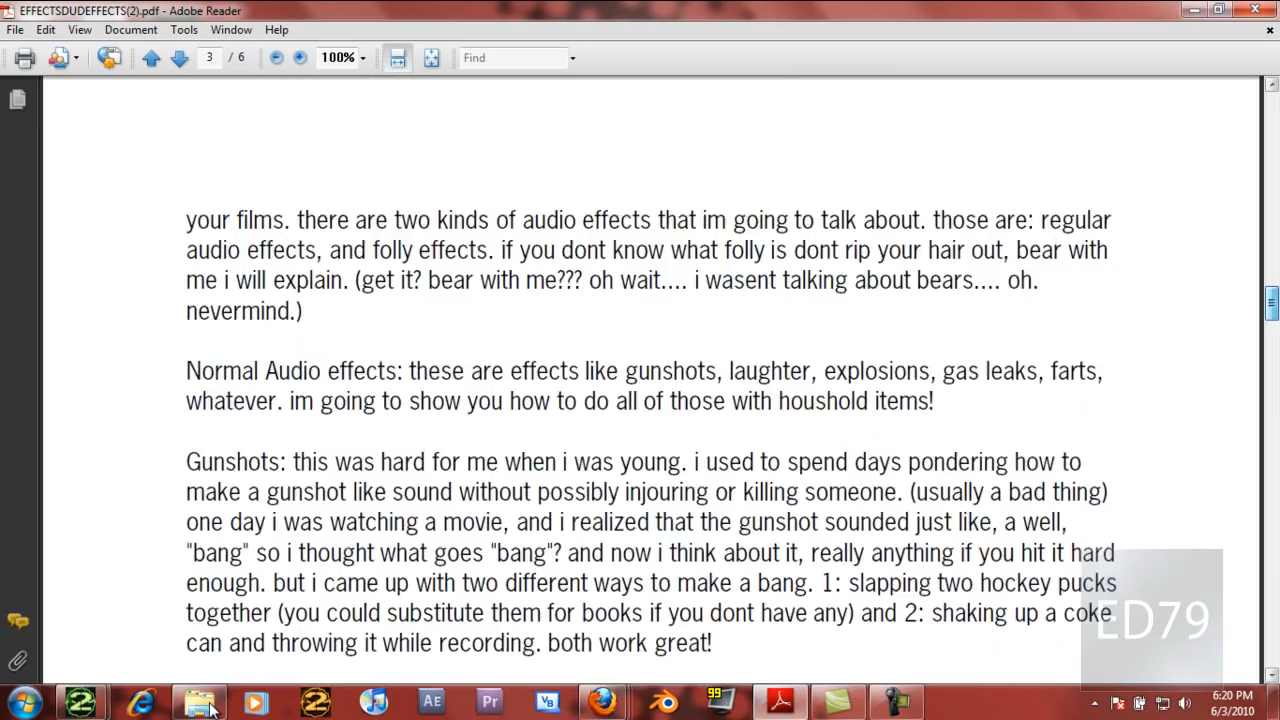 EFFECTSDUDEFFECTS(2).pdf - Adobe Reader
File Edit View Document Tools Window Help
3 / 6 100% Find
your films. there are two kinds of audio effects that im going to talk about. those are: regular
audio effects, and folly effects. if you dont know what folly is dont rip your hair out, bear with
me i will explain. (get it? bear with me??? oh wait.... i wasent talking about bears.... oh.
nevermind.)
Normal Audio effects: these are effects like gunshots, laughter, explosions, gas leaks, farts,
whatever. im going to show you how to do all of those with houshold items!
Gunshots: this was hard for me when i was young. i used to spend days pondering how to
make a gunshot like sound without possibly injouring or killing someone. (usually a bad thing)
one day i was watching a movie, and i realized that the gunshot sounded just like, a well,
"bang" so i thought what goes "bang"? and now i think about it, really anything if you hit it hard
enough. but i came up with two different ways to make a bang. 1: slapping two hockey pucks
together (you could substitute them for books if you dont have any) and 2: shaking up a coke
can and throwing it while recording. both work great!
ED79
2 2 AE Pr VB 99
6:20 PM
6/3/2010